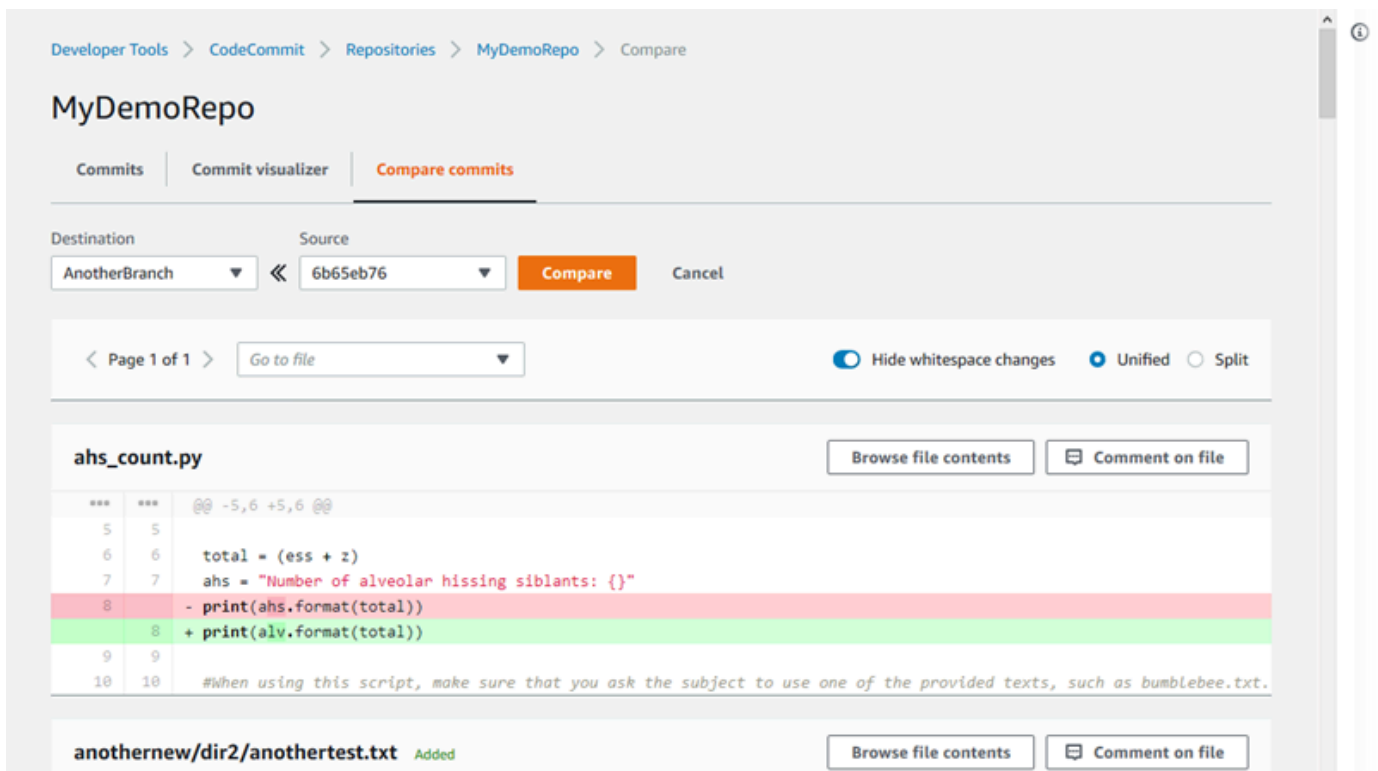 Developer Tools > CodeCommit > Repositories > MyDemoRepo > Compare
MyDemoRepo
Commits Commit visualizer Compare commits
Destination Source
AnotherBranch 6b65eb76 Compare Cancel
< Page 1 of 1 > Go to file Hide whitespace changes Unified Split
ahs_count.py Browse file contents Comment on file
@@ -5,6 +5,6 @@
5 5
6 6 total = (ess + z)
7 7 ahs = "Number of alveolar hissing siblants: {}"
8 - print(ahs.format(total))
8 + print(alv.format(total))
9 9
10 10 #When using this script, make sure that you ask the subject to use one of the provided texts, such as bumblebee.txt.
anothernew/dir2/anothertest.txt Added Browse file contents Comment on file